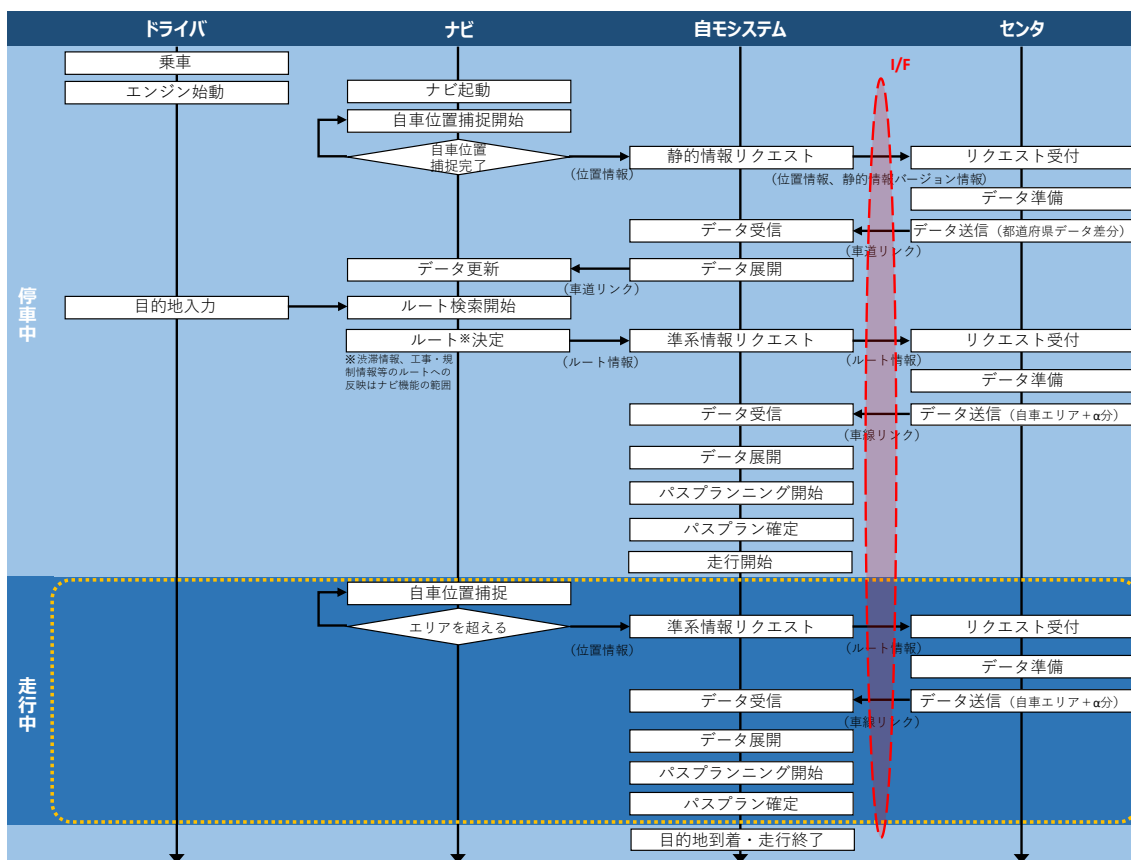 ドライバ
ナビ
自モシステム
センタ
I/F
停車中
乗車
エンジン始動
ナビ起動
自車位置捕捉開始
自車位置
捕捉完了
静的情報リクエスト
リクエスト受付
(位置情報)
(位置情報、静的情報バージョン情報)
データ準備
データ受信
データ送信(都道府県データ差分)
(車道リンク)
データ更新
データ展開
(車道リンク)
目的地入力
ルート検索開始
ルート※決定
準系情報リクエスト
リクエスト受付
※渋滞情報、工事・規
制情報等のルートへの
反映はナビ機能の範囲
(ルート情報)
(ルート情報)
データ準備
データ受信
データ送信(自車エリア+α分)
(車線リンク)
データ展開
パスプランニング開始
パスプラン確定
走行開始
走行中
自車位置捕捉
エリアを超える
準系情報リクエスト
リクエスト受付
(位置情報)
(ルート情報)
データ準備
データ受信
データ送信(自車エリア+α分)
(車線リンク)
データ展開
パスプランニング開始
パスプラン確定
目的地到着・走行終了